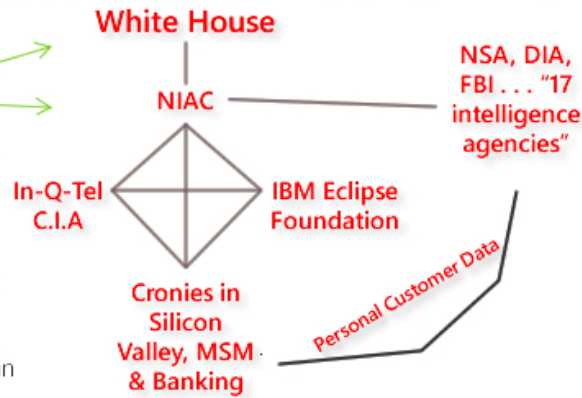 White House
NIAC
NSA, DIA,
FBI . . . "17
intelligence
agencies"
In-Q-Tel
C.I.A
IBM Eclipse
Foundation
Cronies in
Silicon
Valley, MSM
& Banking
Personal Customer Data
in